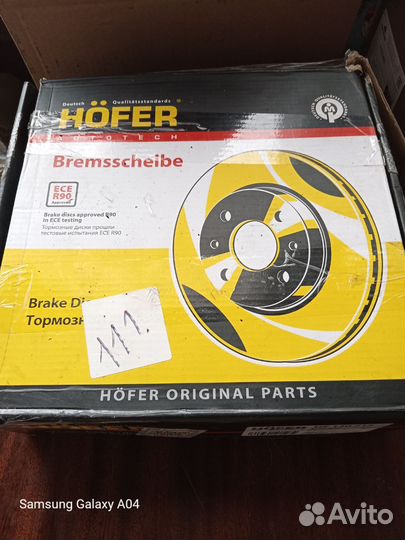 Deutsch Qualitätsstandards
HÖFER
AUTOTECH
Bremsscheibe
ECE
R90
Approved
Brake discs approved R90
in ECE testing
Тормозные диски прошли
тестовые испытания ECE R90
Brake Di
Тормозн
111.
HÖFER ORIGINAL PARTS
Samsung Galaxy A04
Avito